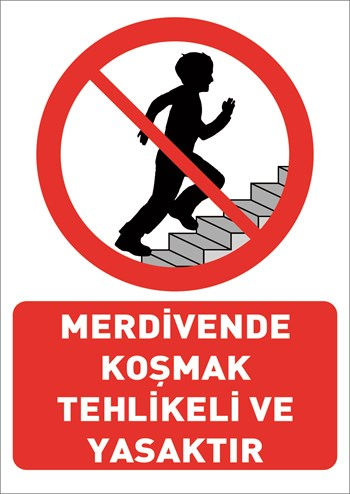 MERDİVENDE
KOŞMAK
TEHLİKELİ VE
YASAKTIR